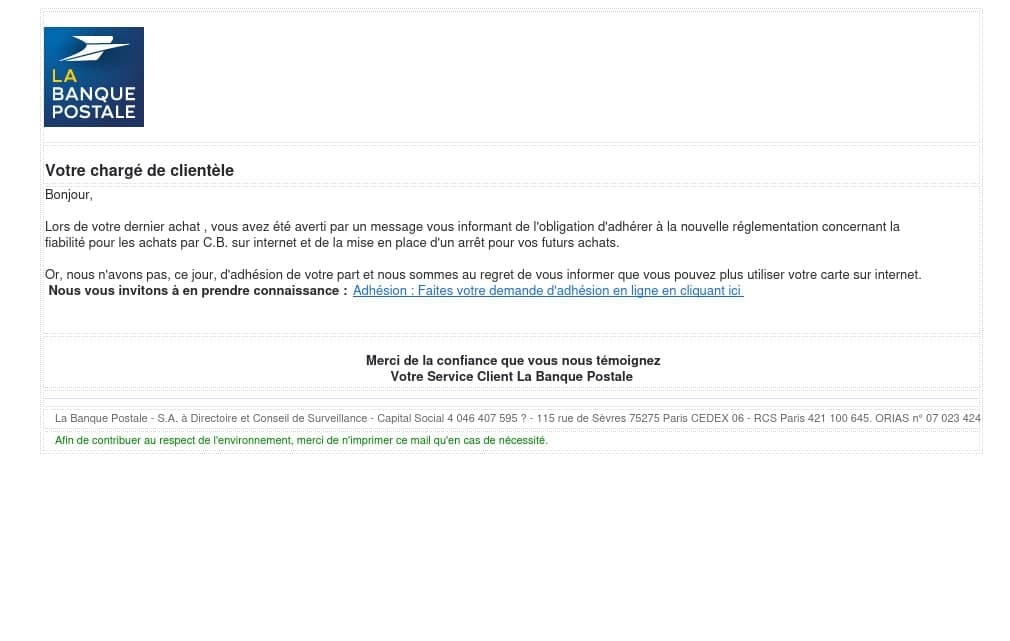 LA
BANQUE
POSTALE
Votre chargé de clientèle
Bonjour,
Lors de votre dernier achat , vous avez été averti par un message vous informant de l'obligation d'adhérer à la nouvelle réglementation concernant la
fiabilité pour les achats par C.B. sur internet et de la mise en place d'un arrêt pour vos futurs achats.
Or, nous n'avons pas, ce jour, d'adhésion de votre part et nous sommes au regret de vous informer que vous pouvez plus utiliser votre carte sur internet.
Nous vous invitons à en prendre connaissance : Adhésion : Faites votre demande d'adhésion en ligne en cliquant ici
Merci de la confiance que vous nous témoignez
Votre Service Client La Banque Postale
La Banque Postale - S.A. à Directoire et Conseil de Surveillance - Capital Social 4 046 407 595 ? - 115 rue de Sèvres 75275 Paris CEDEX 06 - RCS Paris 421 100 645. ORIAS n° 07 023 424
Afin de contribuer au respect de l'environnement, merci de n'imprimer ce mail qu'en cas de nécessité.